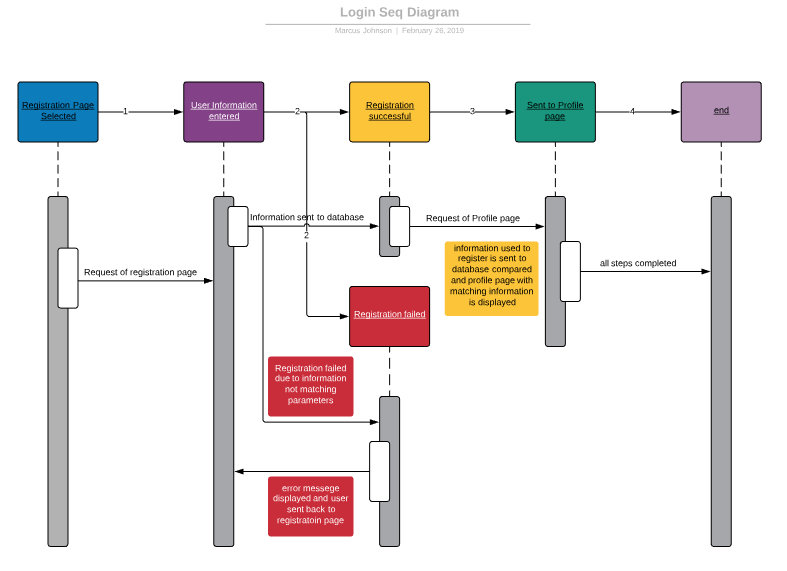 Login Seq Diagram
Marcus Johnson | February 26, 2019
Registration Page
Selected
1
User Information
entered
2
Registration
successful
3
Sent to Profile
page
4
end
Information sent to database
Request of Profile page
2
information used to
register is sent to
database compared
and profile page with
matching information
is displayed
all steps completed
Request of registration page
Registration failed
Registration failed
due to information
not matching
parameters
error messege
displayed and user
sent back to
registratoin page